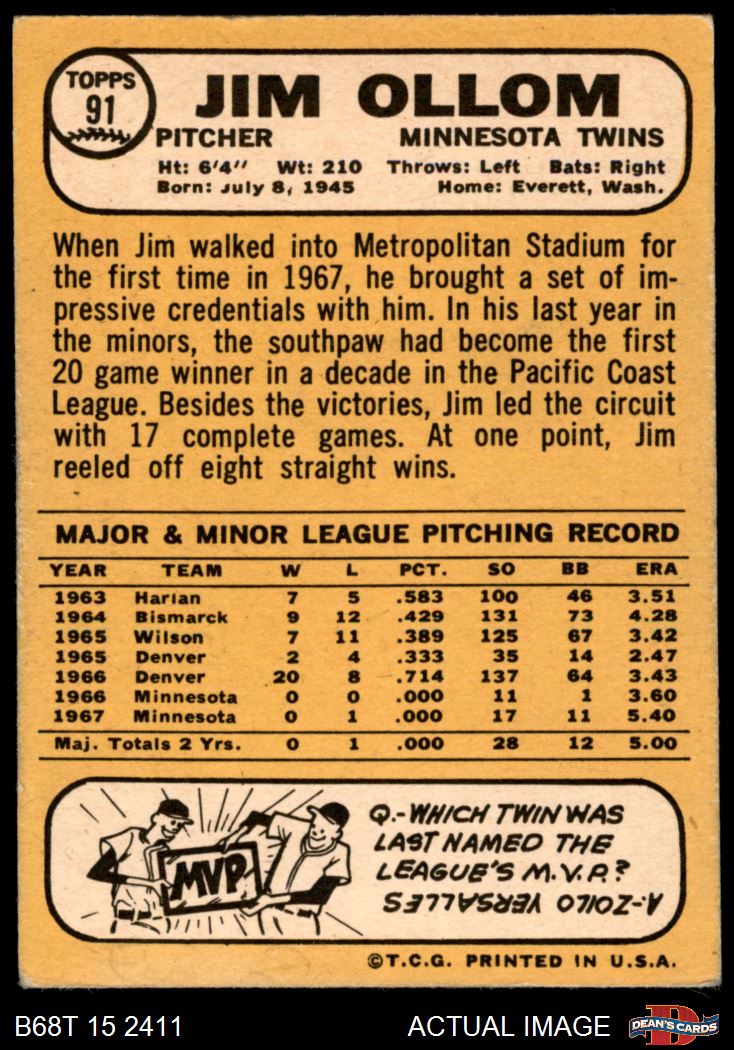 TOPPS
91
JIM OLLOM
PITCHER MINNESOTA TWINS
Ht: 6'4" Wt: 210 Throws: Left Bats: Right
Born: July 8, 1945 Home: Everett, Wash.
When Jim walked into Metropolitan Stadium for
the first time in 1967, he brought a set of im-
pressive credentials with him. In his last year in
the minors, the southpaw had become the first
20 game winner in a decade in the Pacific Coast
League. Besides the victories, Jim led the circuit
with 17 complete games. At one point, Jim
reeled off eight straight wins.
MAJOR & MINOR LEAGUE PITCHING RECORD
YEAR TEAM W L PCT. SO BB ERA
1963 Harlan 7 5 .583 100 46 3.51
1964 Bismarck 9 12 .429 131 73 4.28
1965 Wilson 7 11 .389 125 67 3.42
1965 Denver 2 4 .333 35 14 2.47
1966 Denver 20 8 .714 137 64 3.43
1966 Minnesota 0 0 .000 11 1 3.60
1967 Minnesota 0 1 .000 17 11 5.40
Maj. Totals 2 Yrs. 0 1 .000 28 12 5.00
MVP
Q.-WHICH TWIN WAS
LAST NAMED THE
LEAGUE'S M.V.P.?
A-ZOILO VERSALLES
©T.C.G. PRINTED IN U.S.A.
B68T 15 2411 ACTUAL IMAGE
D
DEAN'S CARDS